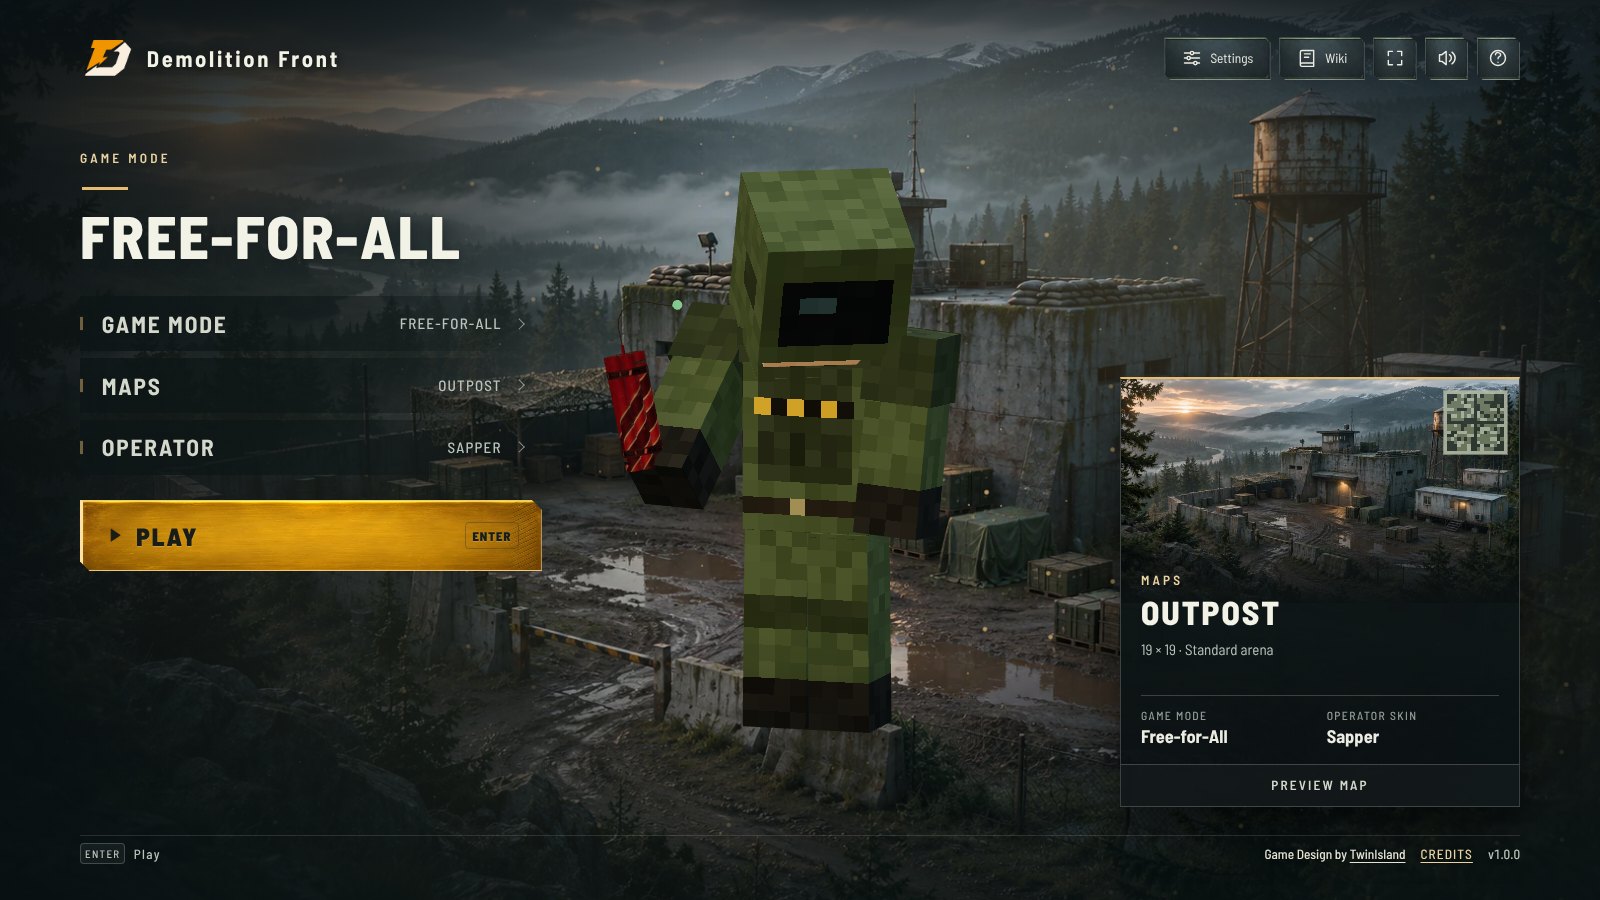 Demolition Front
Settings
Wiki
GAME MODE
FREE-FOR-ALL
GAME MODE FREE-FOR-ALL
MAPS OUTPOST
OPERATOR SAPPER
PLAY ENTER
MAPS
OUTPOST
19 × 19 · Standard arena
GAME MODE OPERATOR SKIN
Free-for-All Sapper
PREVIEW MAP
ENTER Play
Game Design by TwinIsland CREDITS v1.0.0